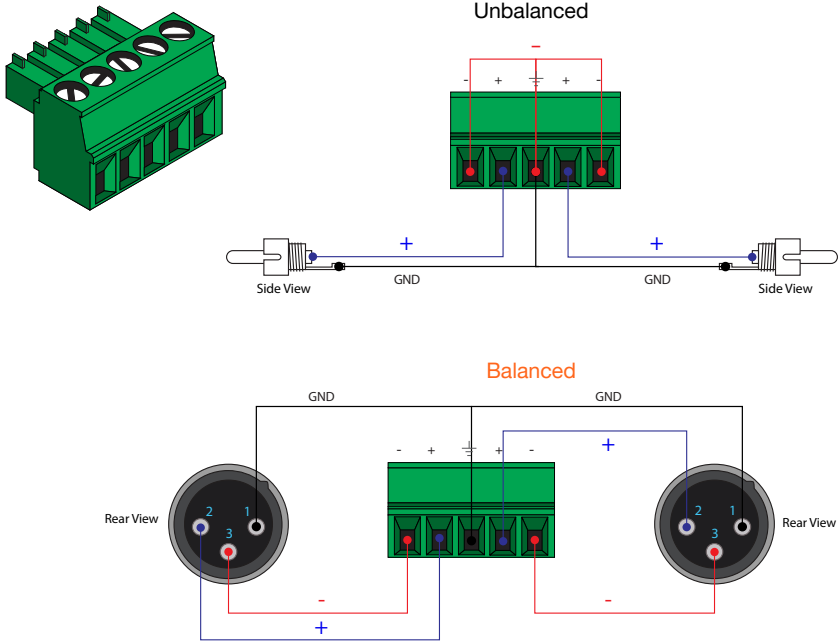 Unbalanced
-
- + + -
+ +
GND GND
Side View Side View
Balanced
GND GND
- + + -
+
2 1 2 1
3 3
Rear View Rear View
- -
+